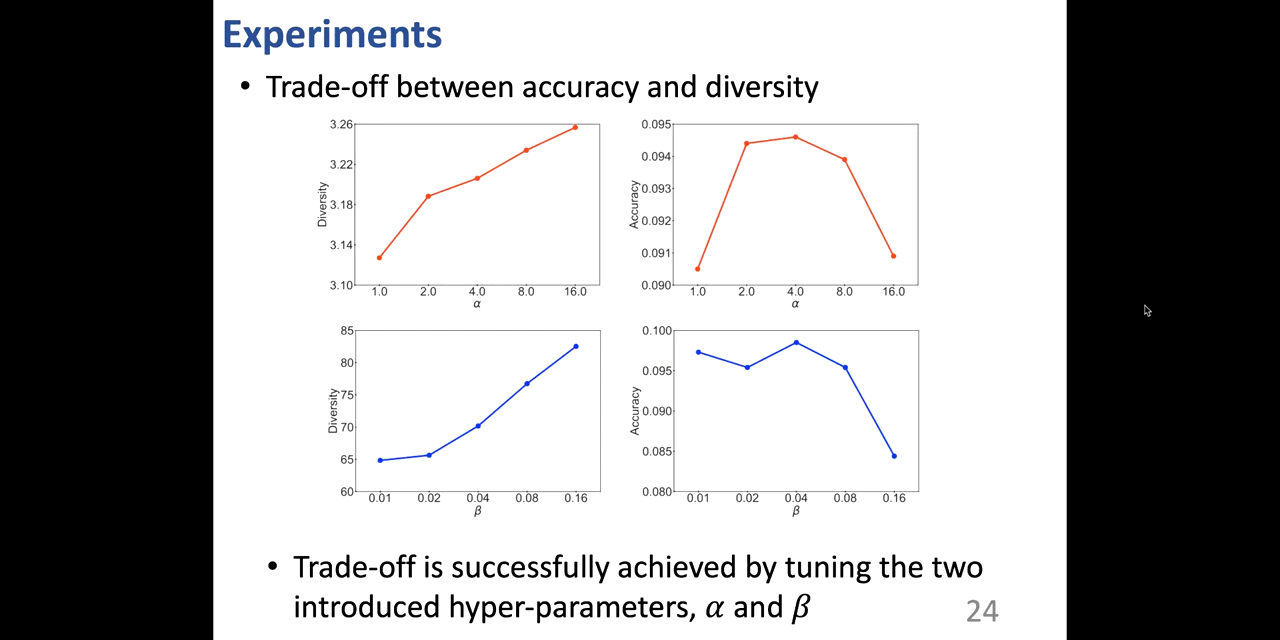 Experiments
• Trade-off between accuracy and diversity
3.26
3.22
3.18
3.14
3.10
Diversity
1.0 2.0 4.0 8.0 16.0
α
0.095
0.094
0.093
0.092
0.091
0.090
Accuracy
1.0 2.0 4.0 8.0 16.0
α
85
80
75
70
65
60
Diversity
0.01 0.02 0.04 0.08 0.16
β
0.100
0.095
0.090
0.085
0.080
Accuracy
0.01 0.02 0.04 0.08 0.16
β
• Trade-off is successfully achieved by tuning the two
introduced hyper-parameters, α and β
24